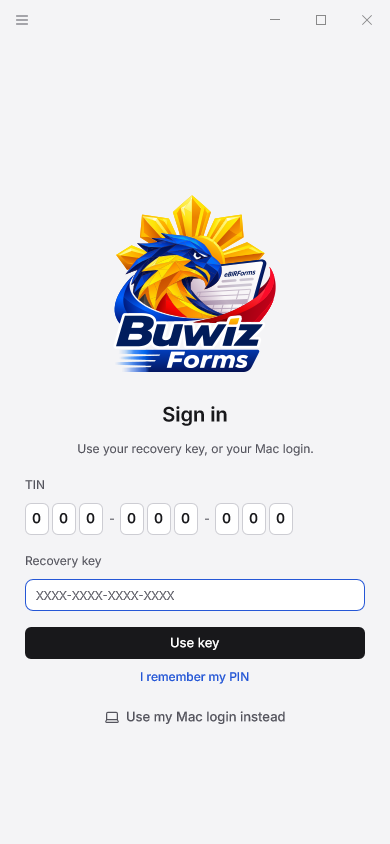 eBIRForms
Buwiz
Forms
Sign in
Use your recovery key, or your Mac login.
TIN
0 0 0 - 0 0 0 - 0 0 0
Recovery key
XXXX-XXXX-XXXX-XXXX
Use key
I remember my PIN
Use my Mac login instead